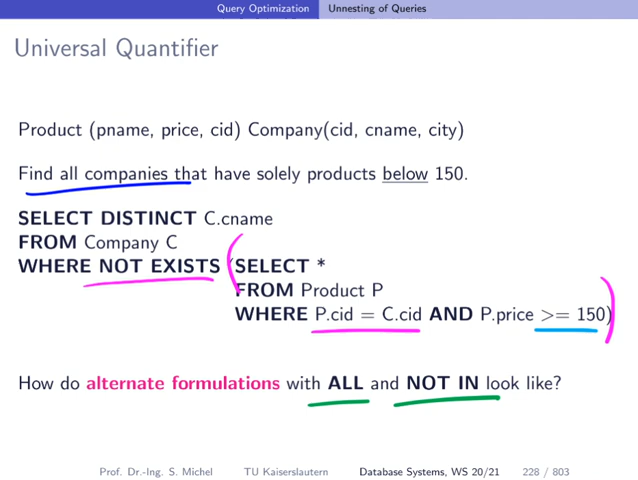 Query Optimization Unnesting of Queries
Universal Quantifier
Product (pname, price, cid) Company(cid, cname, city)
Find all companies that have solely products below 150.
SELECT DISTINCT C.cname
FROM Company C
WHERE NOT EXISTS (SELECT *
FROM Product P
WHERE P.cid = C.cid AND P.price >= 150)
How do alternate formulations with ALL and NOT IN look like?
Prof. Dr.-Ing. S. Michel TU Kaiserslautern Database Systems, WS 20/21 228 / 803